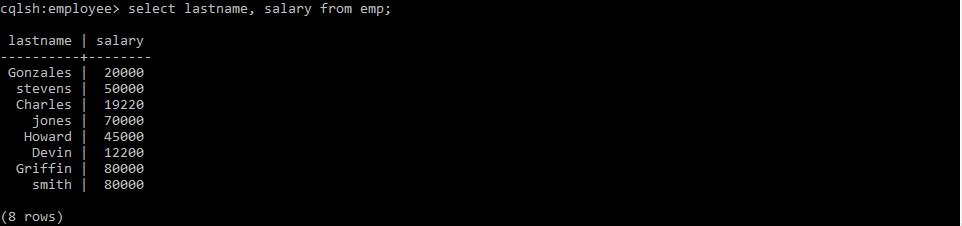 cqlsh:employee> select lastname, salary from emp;
 lastname | salary
----------+--------
 Gonzales |  20000
  stevens |  50000
  Charles |  19220
    jones |  70000
   Howard |  45000
    Devin |  12200
  Griffin |  80000
    smith |  80000
(8 rows)